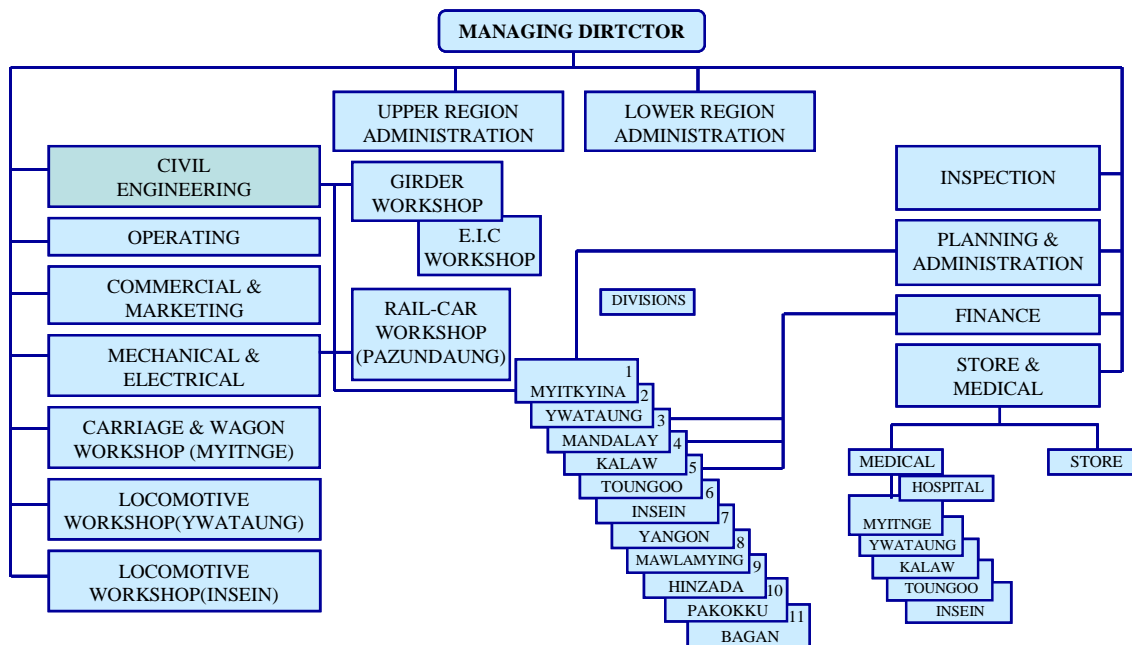 MANAGING DIRTCTOR
UPPER REGION
ADMINISTRATION
LOWER REGION
ADMINISTRATION
CIVIL
ENGINEERING
OPERATING
COMMERCIAL &
MARKETING
MECHANICAL &
ELECTRICAL
CARRIAGE & WAGON
WORKSHOP (MYITNGE)
LOCOMOTIVE
WORKSHOP(YWATAUNG)
LOCOMOTIVE
WORKSHOP(INSEIN)
GIRDER
WORKSHOP
E.I.C
WORKSHOP
RAIL-CAR
WORKSHOP
(PAZUNDAUNG)
DIVISIONS
1
MYITKYINA
2
YWATAUNG
3
MANDALAY
4
KALAW
5
TOUNGOO
6
INSEIN
7
YANGON
8
MAWLAMYING
9
HINZADA
10
PAKOKKU
11
BAGAN
INSPECTION
PLANNING &
ADMINISTRATION
FINANCE
STORE &
MEDICAL
MEDICAL
STORE
HOSPITAL
MYITNGE
YWATAUNG
KALAW
TOUNGOO
INSEIN